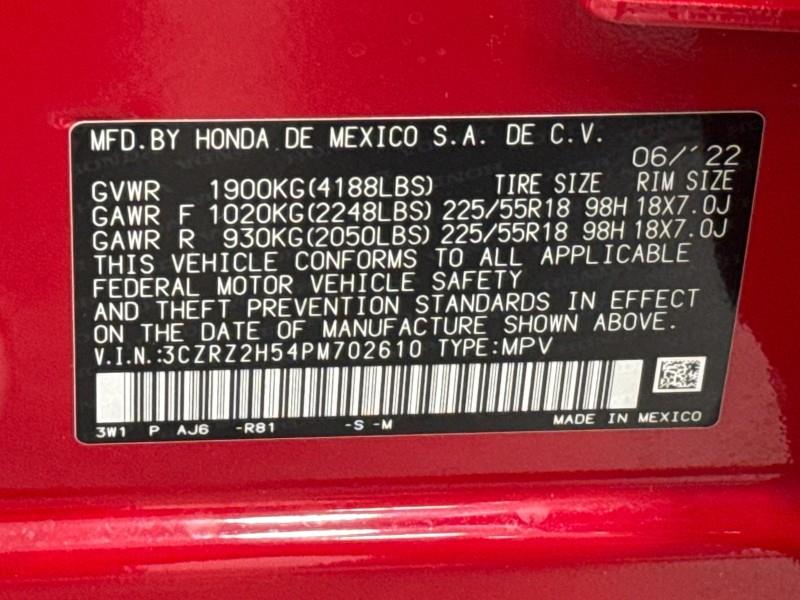 MFD.BY HONDA DE MEXICO S.A. DE C.V.
06/'22
GVWR 1900KG(4188LBS) TIRE SIZE RIM SIZE
GAWR F 1020KG(2248LBS) 225/55R18 98H 18X7.0J
GAWR R 930KG(2050LBS) 225/55R18 98H 18X7.0J
THIS VEHICLE CONFORMS TO ALL APPLICABLE
FEDERAL MOTOR VEHICLE SAFETY
AND THEFT PREVENTION STANDARDS IN EFFECT
ON THE DATE OF MANUFACTURE SHOWN ABOVE.
V.I.N.:3CZRZ2H54PM702610 TYPE:MPV
3W1 P AJ6 -R81 -S -M MADE IN MEXICO